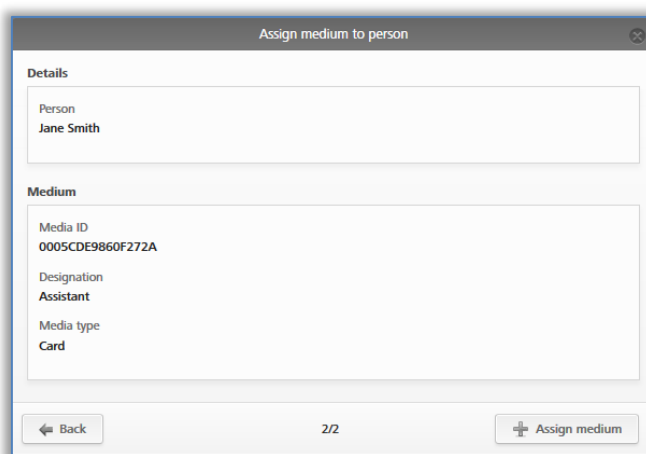 Assign medium to person
Details
Person
Jane Smith
Medium
Media ID
0005CDE9860F272A
Designation
Assistant
Media type
Card
Back
2/2
Assign medium